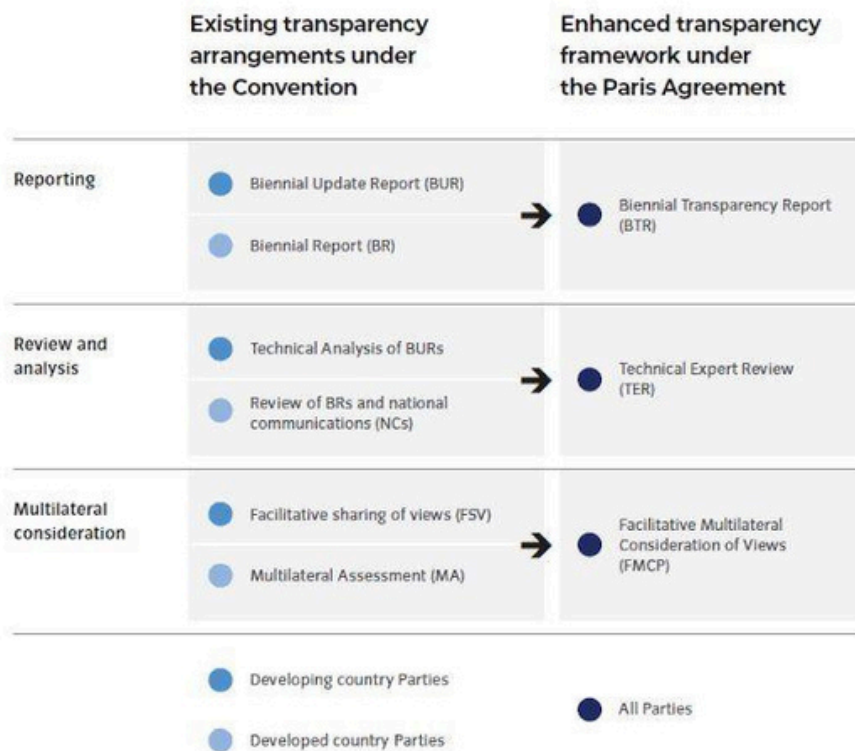 Existing transparency
arrangements under
the Convention
Enhanced transparency
framework under
the Paris Agreement
Reporting
Biennial Update Report (BUR)
Biennial Report (BR)
Biennial Transparency Report
(BTR)
Review and
analysis
Technical Analysis of BURs
Review of BRs and national
communications (NCs)
Technical Expert Review
(TER)
Multilateral
consideration
Facilitative sharing of views (FSV)
Multilateral Assessment (MA)
Facilitative Multilateral
Consideration of Views
(FMCP)
Developing country Parties
Developed country Parties
All Parties